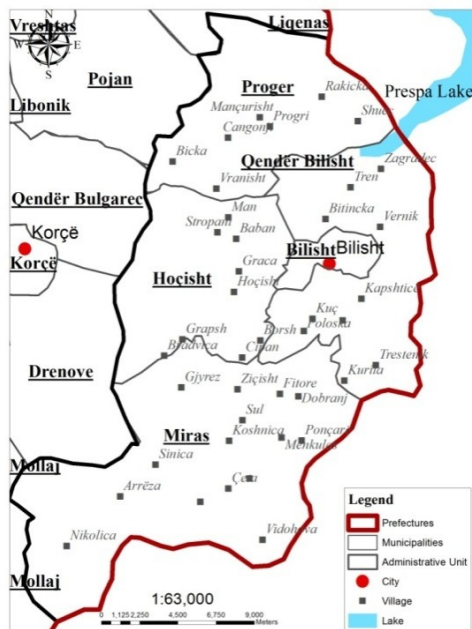 Vreshtas
N
W E
S
Liqenas
Pojan
Proger
Rakicka
Prespa Lake
Libonik
Mançurisht
Progri
Shuec
Cangonj
Bicka
Qendër Bilisht
Zagradec
Vranisht
Tren
Qendër Bulgarec
Man
Bitincka
Stropani
Vernik
Korçë
Baban
Bilisht
Bilisht
Korçë
Graca
Hoçisht
Hoçisht
Kapshtice
Kuç
Poloska
Grapsh
Borsh
Bradvica
Cipan
Trestenik
Drenove
Kurila
Gjyrez
Ziçisht
Fitore
Dobranj
Sul
Miras
Koshnica
Ponçara
Menkulas
Mollaj
Sinica
Çeta
Arrëza
Legend
Prefectures
Nikolica
Vidohova
Municipalities
Administrative Unit
Mollaj
City
1:63,000
Village
0 1,125 2,250 4,500 6,750 9,000
Meters
Lake